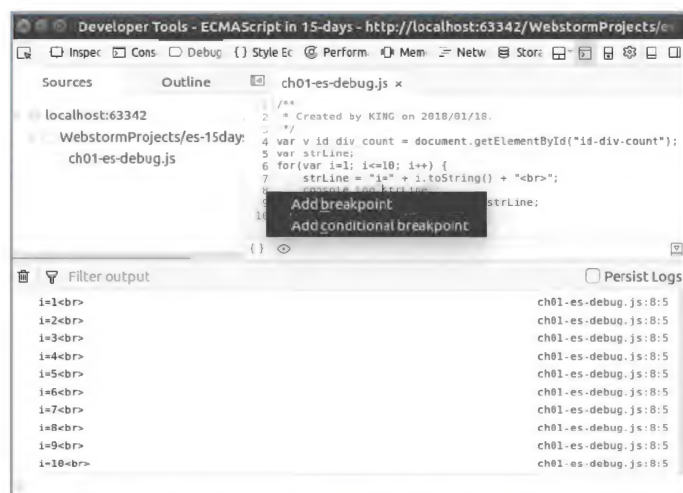 Developer Tools - ECMAScript in 15-days - http://localhost:63342/WebstormProjects/e
Inspec Cons Debug {} Style Ec Perform Mem Netw Stora
Sources Outline ch01-es-debug.js ×
localhost:63342
WebstormProjects/es-15day
ch01-es-debug.js
1 /**
2 * Created by KING on 2018/01/18.
*/
4 var v id div count = document.getElementById("id-div-count");
5 var strLine;
6 for(var i=1; i<=10; i++) {
7 strLine = "i=" + i.toString() + "<br>";
8 console log strLine
9 strLine;
10
Add breakpoint
Add conditional breakpoint
{ }
Filter output Persist Logs
i=1<br> ch01-es-debug.js:8:5
i=2<br> ch01-es-debug.js:8:5
i=3<br> ch01-es-debug.js:8:5
i=4<br> ch01-es-debug.js:8:5
i=5<br> ch01-es-debug.js:8:5
i=6<br> ch01-es-debug.js:8:5
i=7<br> ch01-es-debug.js:8:5
i=8<br> ch01-es-debug.js:8:5
i=9<br> ch01-es-debug.js:8:5
i=10<br> ch01-es-debug.js:8:5